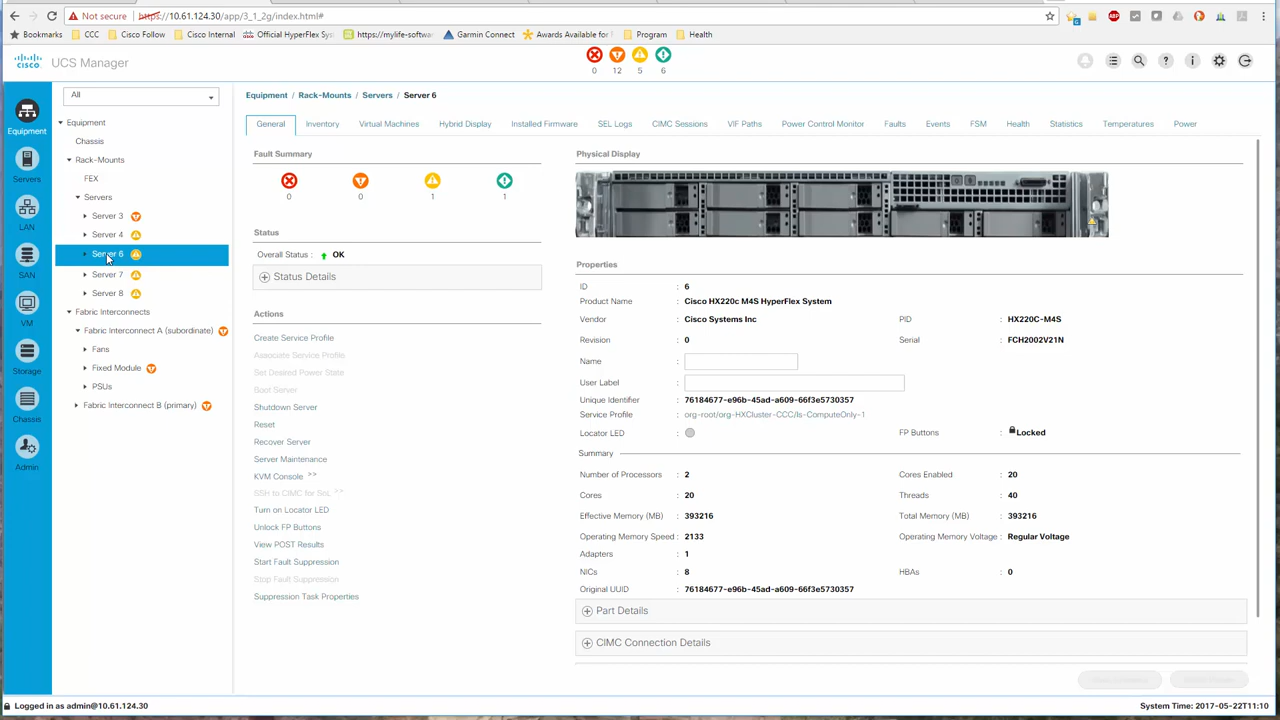 Not secure https://10.61.124.30/app/3_1_2g/index.html#
Bookmarks CCC Cisco Follow Cisco Internal Official HyperFlex Sys https://mylife-softwa Garmin Connect Awards Available for Program Health
CISCO UCS Manager
0 12 5 6
All
Equipment / Rack-Mounts / Servers / Server 6
Equipment
Servers
LAN
SAN
VM
Storage
Chassis
Admin
Equipment
Chassis
Rack-Mounts
FEX
Servers
Server 3
Server 4
Server 6
Server 7
Server 8
Fabric Interconnects
Fabric Interconnect A (subordinate)
Fans
Fixed Module
PSUs
Fabric Interconnect B (primary)
General Inventory Virtual Machines Hybrid Display Installed Firmware SEL Logs CIMC Sessions VIF Paths Power Control Monitor Faults Events FSM Health Statistics Temperatures Power
Fault Summary
0 0 1 1
Status
Overall Status : OK
Status Details
Actions
Create Service Profile
Associate Service Profile
Set Desired Power State
Boot Server
Shutdown Server
Reset
Recover Server
Server Maintenance
KVM Console >>
SSH to CIMC for SoL >>
Turn on Locator LED
Unlock FP Buttons
View POST Results
Start Fault Suppression
Stop Fault Suppression
Suppression Task Properties
Physical Display
Properties
ID : 6
Product Name : Cisco HX220c M4S HyperFlex System
Vendor : Cisco Systems Inc PID : HX220C-M4S
Revision : 0 Serial : FCH2002V21N
Name :
User Label :
Unique Identifier : 76184677-e96b-45ad-a609-66f3e5730357
Service Profile : org-root/org-HXCluster-CCC/ls-ComputeOnly-1
Locator LED : FP Buttons : Locked
Summary
Number of Processors : 2 Cores Enabled : 20
Cores : 20 Threads : 40
Effective Memory (MB) : 393216 Total Memory (MB) : 393216
Operating Memory Speed : 2133 Operating Memory Voltage : Regular Voltage
Adapters : 1
NICs : 8 HBAs : 0
Original UUID : 76184677-e96b-45ad-a609-66f3e5730357
Part Details
CIMC Connection Details
Logged in as admin@10.61.124.30 System Time: 2017-05-22T11:10